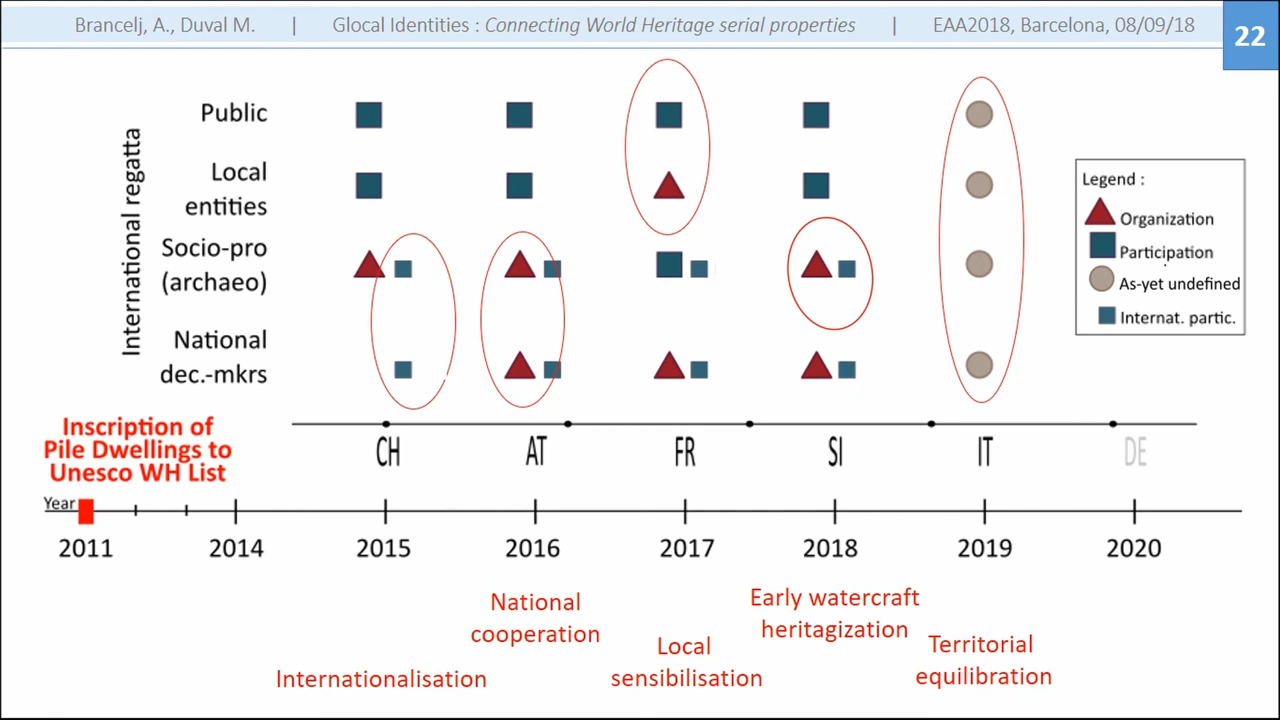 Brancelj, A., Duval M. | Glocal Identities : Connecting World Heritage serial properties | EAA2018, Barcelona, 08/09/18
22
International regatta
Public
Local
entities
Socio-pro
(archaeo)
National
dec.-mkrs
Legend :
Organization
Participation
As-yet undefined
Internat. partic.
Inscription of
Pile Dwellings to
Unesco WH List
CH AT FR SI IT DE
Year
2011 2014 2015 2016 2017 2018 2019 2020
Internationalisation
National
cooperation
Local
sensibilisation
Early watercraft
heritagization
Territorial
equilibration